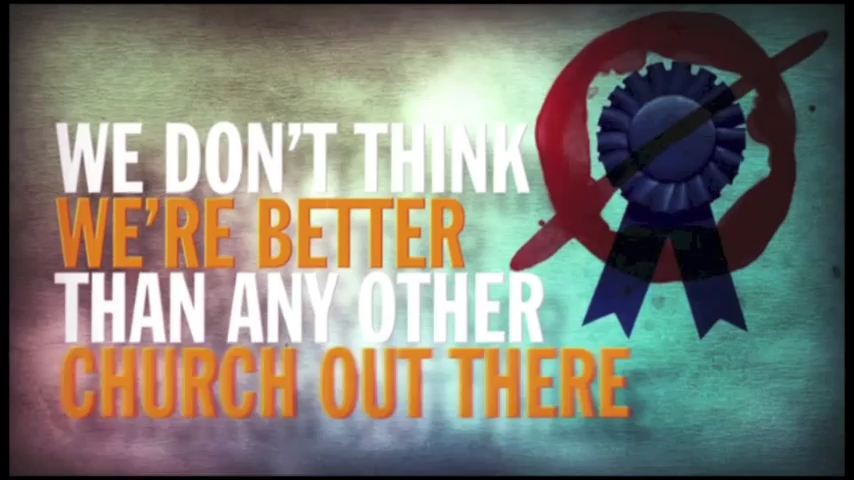 WE DON'T THINK
WE'RE BETTER
THAN ANY OTHER
CHURCH OUT THERE